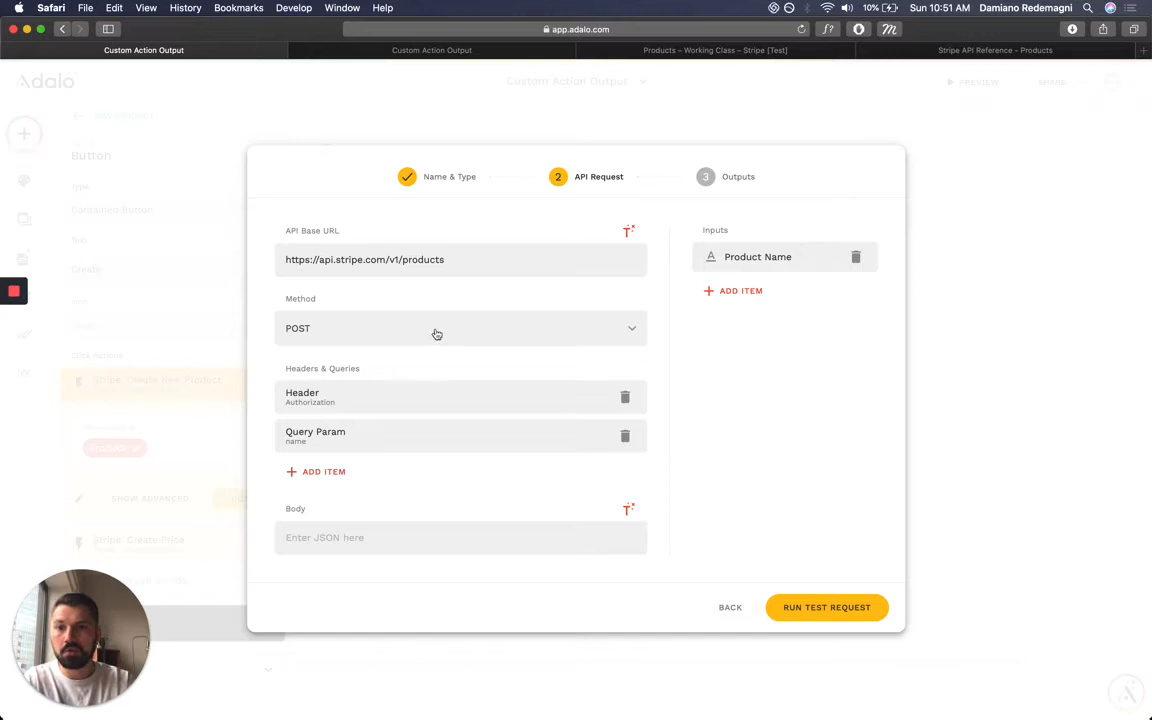 Safari File Edit View History Bookmarks Develop Window Help 10% Sun 10:51 AM Damiano Redemagni
app.adalo.com
Custom Action Output Custom Action Output Products – Working Class – Stripe [Test] Stripe API Reference – Products
Adalo Custom Action Output PREVIEW SHARE
Button
Type
Contained Button
Text
Create
Icon
Click Actions
Stripe: Create New Product
SHOW ADVANCED
Stripe: Create Price
Name & Type 2 API Request 3 Outputs
API Base URL
https://api.stripe.com/v1/products
Method
POST
Headers & Queries
Header
Authorization
Query Param
name
ADD ITEM
Body
Enter JSON here
Inputs
Product Name
ADD ITEM
BACK RUN TEST REQUEST